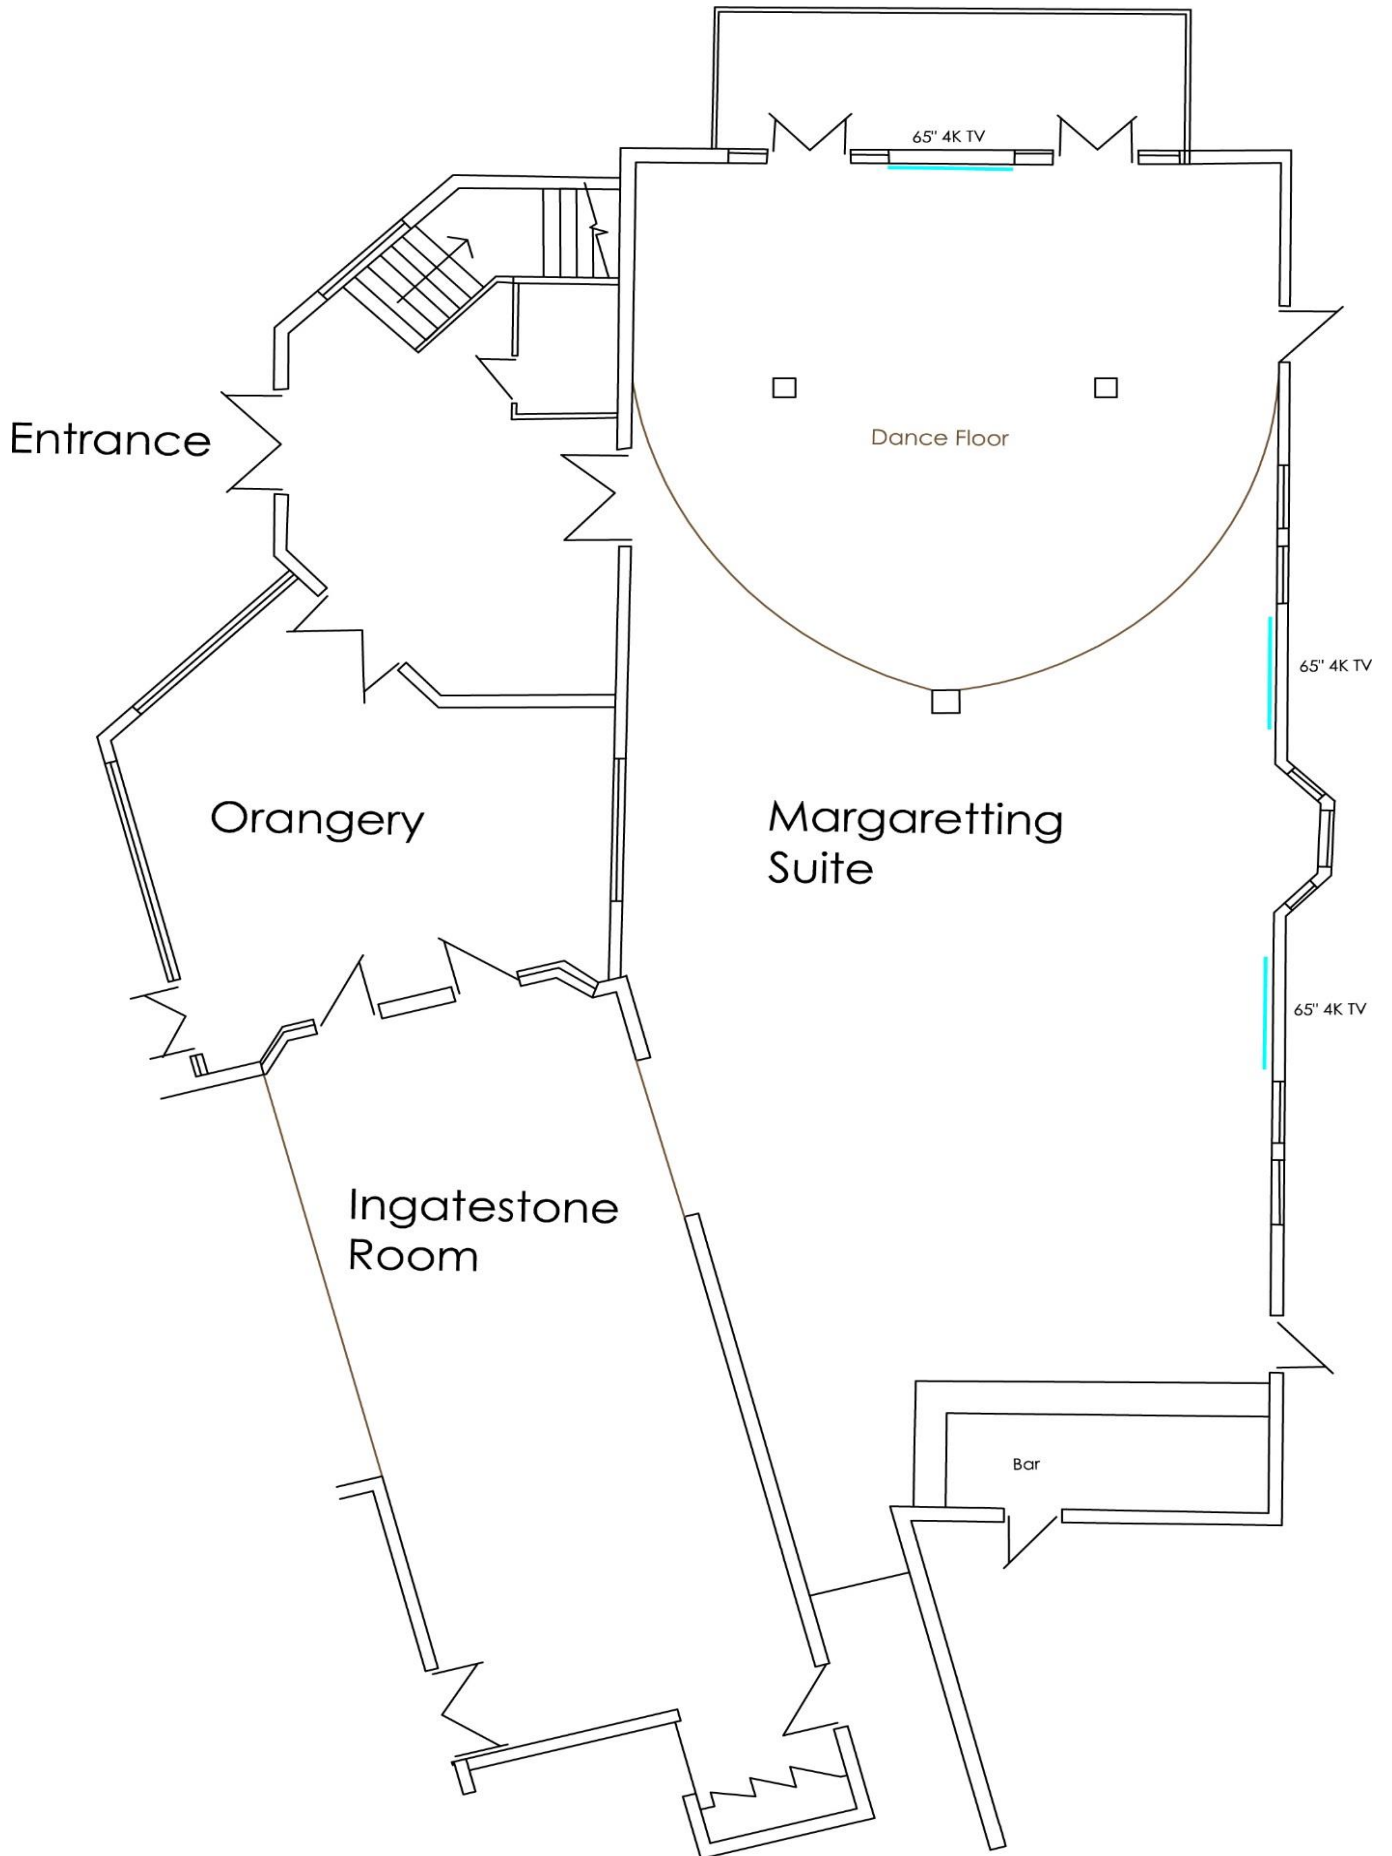 65" 4K TV
Entrance
Dance Floor
65" 4K TV
Orangery
Margaretting
Suite
65" 4K TV
Ingatestone
Room
Bar